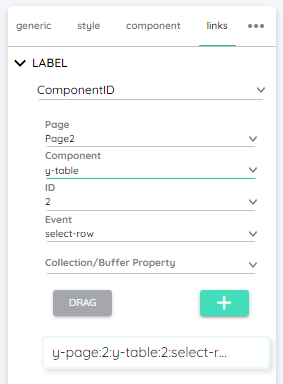 generic style component links
LABEL
ComponentID
Page
Page2
Component
y-table
ID
2
Event
select-row
Collection/Buffer Property
DRAG
y-page:2:y-table:2:select-r...